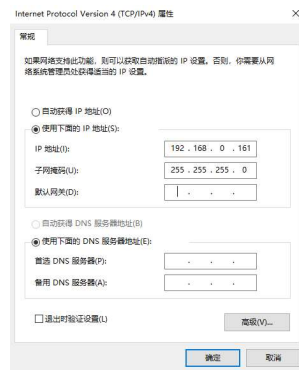 Internet Protocol Version 4 (TCP/IPv4) 属性
常规
如果网络支持此功能，则可以获取自动指派的 IP 设置。否则，你需要从网
络系统管理员处获得适当的 IP 设置。
自动获得 IP 地址(O)
使用下面的 IP 地址(S):
IP 地址(I): 192 . 168 . 0 . 161
子网掩码(U): 255 . 255 . 255 . 0
默认网关(D): . . .
自动获得 DNS 服务器地址(B)
使用下面的 DNS 服务器地址(E):
首选 DNS 服务器(P): . . .
备用 DNS 服务器(A): . . .
退出时验证设置(L)
高级(V)...
确定 取消